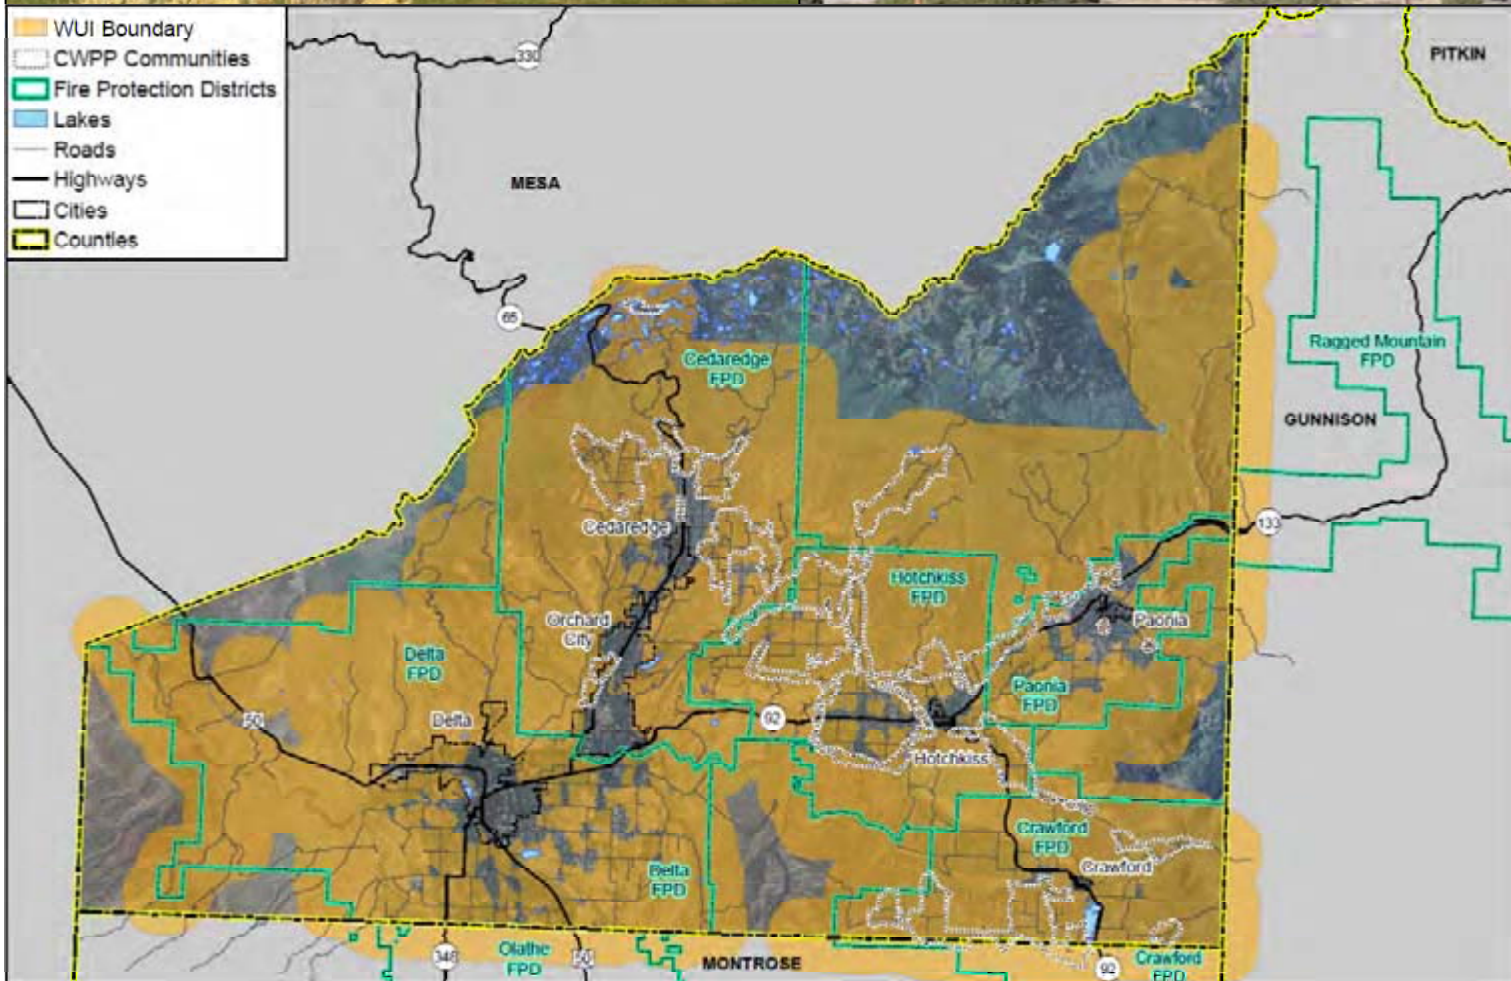 WUI Boundary
CWPP Communities
Fire Protection Districts
Lakes
Roads
Highways
Cities
Counties
330
PITKIN
MESA
65
Cedaredge
FPD
Ragged Mountain
FPD
GUNNISON
Cedaredge
133
Hotchkiss
FPD
Orchard
City
Paonia
Delta
FPD
Paonia
FPD
50
Delta
92
Hotchkiss
Crawford
FPD
Crawford
Delta
FPD
Olathe
FPD
348
50
MONTROSE
92
Crawford
FPD